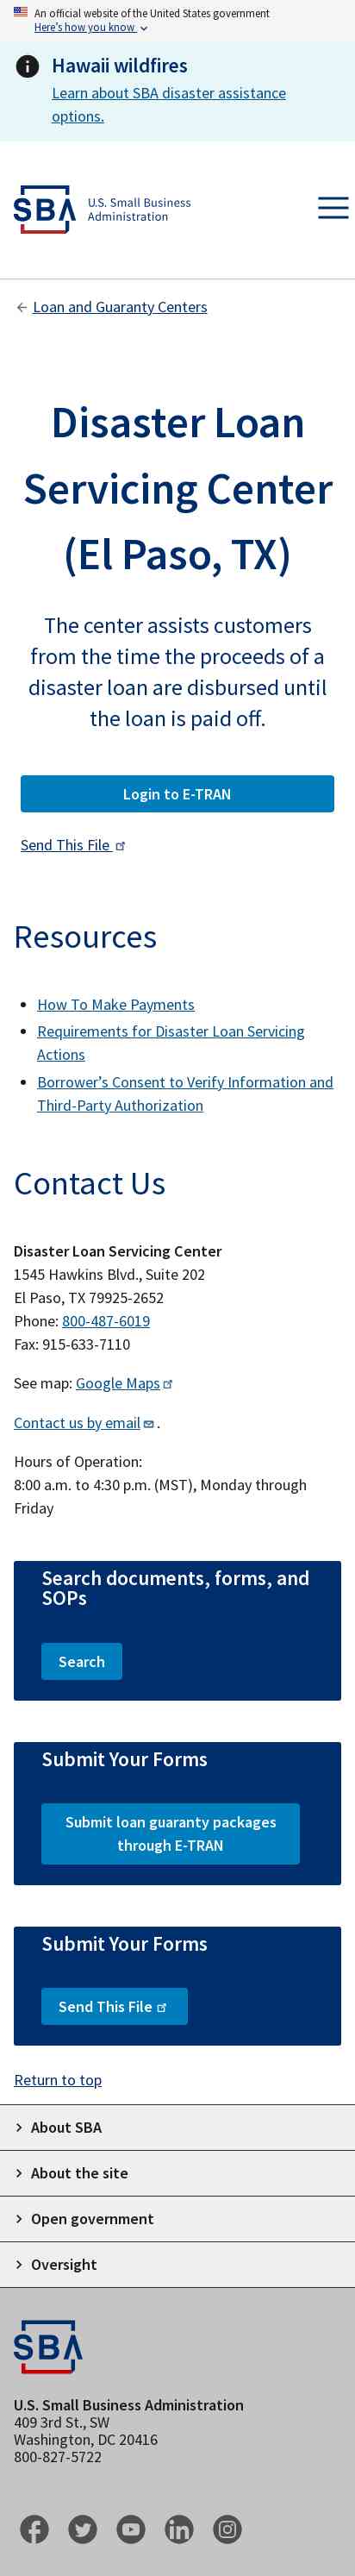 An official website of the United States government
Here's how you know
Hawaii wildfires
Learn about SBA disaster assistance
options.
SBA
U.S. Small Business
Administration
Loan and Guaranty Centers
Disaster Loan
Servicing Center
(El Paso, TX)
The center assists customers
from the time the proceeds of a
disaster loan are disbursed until
the loan is paid off.
Login to E-TRAN
Send This File
Resources
• How To Make Payments
• Requirements for Disaster Loan Servicing
Actions
• Borrower’s Consent to Verify Information and
Third-Party Authorization
Contact Us
Disaster Loan Servicing Center
1545 Hawkins Blvd., Suite 202
El Paso, TX 79925-2652
Phone: 800-487-6019
Fax: 915-633-7110
See map: Google Maps
Contact us by email .
Hours of Operation:
8:00 a.m. to 4:30 p.m. (MST), Monday through
Friday
Search documents, forms, and
SOPs
Search
Submit Your Forms
Submit loan guaranty packages
through E-TRAN
Submit Your Forms
Send This File
Return to top
About SBA
About the site
Open government
Oversight
SBA
U.S. Small Business Administration
409 3rd St., SW
Washington, DC 20416
800-827-5722